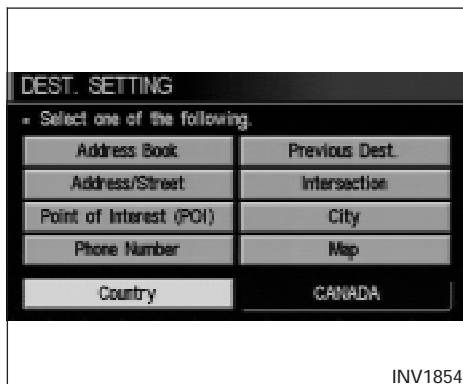 DEST. SETTING
Select one of the following.
Address Book
Previous Dest.
Address/Street
Intersection
Point of Interest (POI)
City
Phone Number
Map
Country
CANADA
INV1854